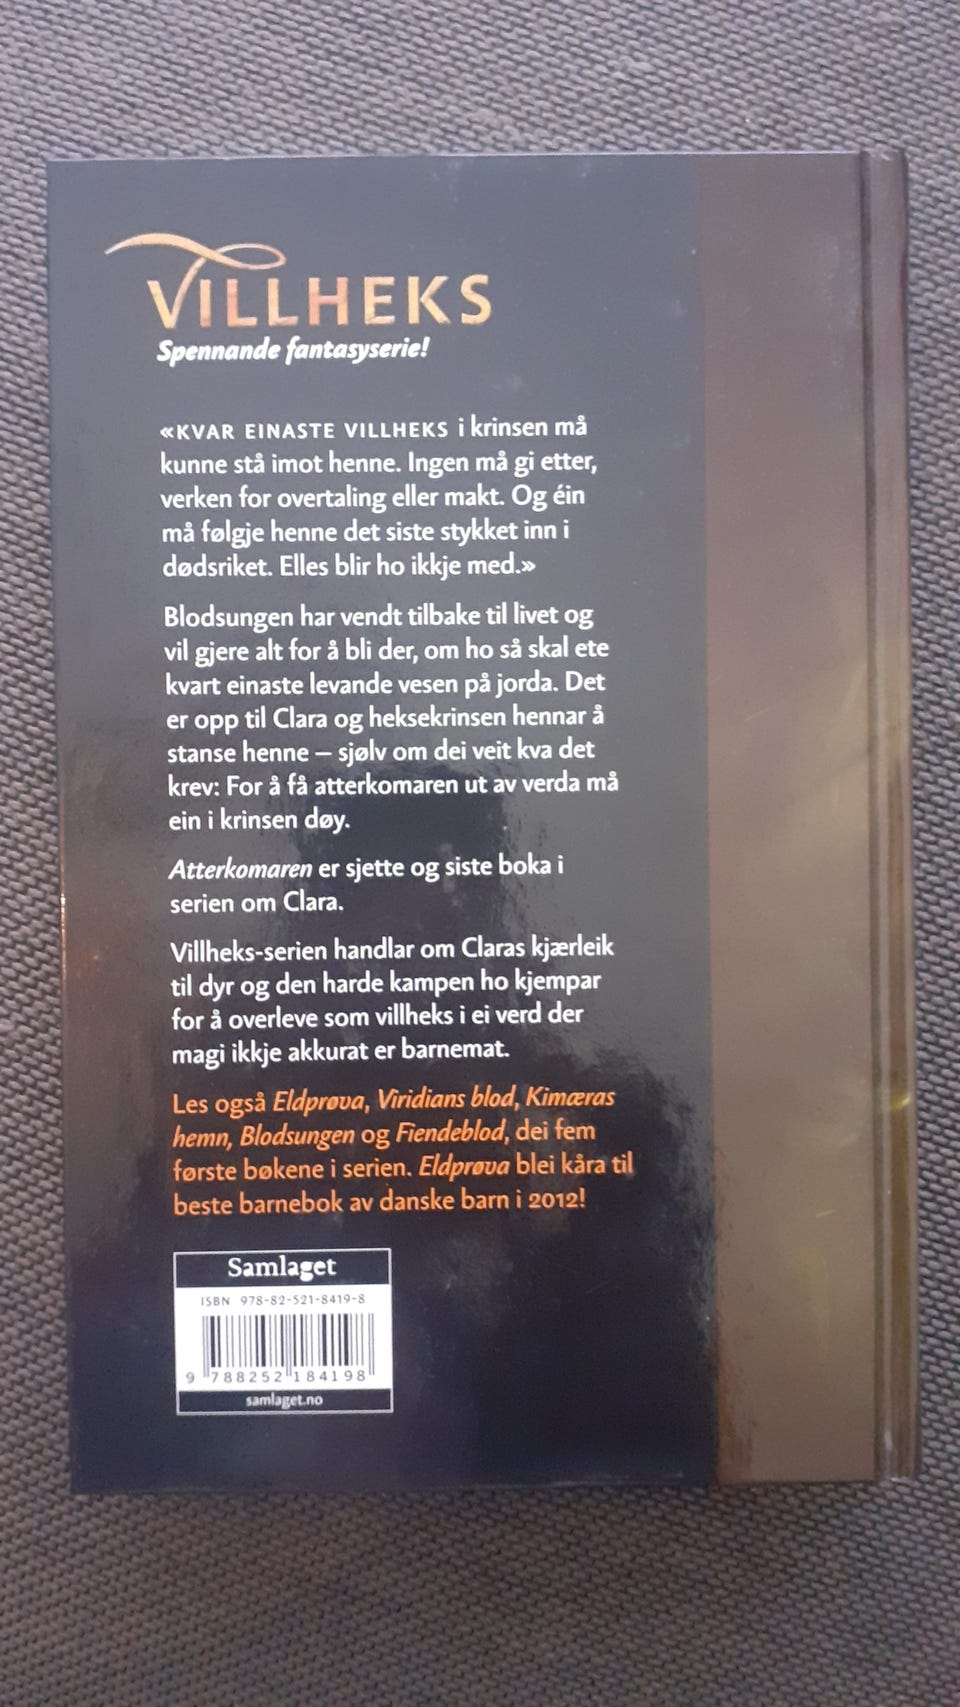 VILLHEKS
Spennande fantasyserie!
«KVAR EINASTE VILLHEKS i krinsen må
kunne stå imot henne. Ingen må gi etter,
verken for overtaling eller makt. Og éin
må følgje henne det siste stykket inn i
dødsriket. Elles blir ho ikkje med.»
Blodsungen har vendt tilbake til livet og
vil gjere alt for å bli der, om ho så skal ete
kvart einaste levande vesen på jorda. Det
er opp til Clara og heksekrinsen hennar å
stanse henne – sjølv om dei veit kva det
krev: For å få atterkomaren ut av verda må
ein i krinsen døy.
Atterkomaren er sjette og siste boka i
serien om Clara.
Villheks-serien handlar om Claras kjærleik
til dyr og den harde kampen ho kjempar
for å overleve som villheks i ei verd der
magi ikkje akkurat er barnemat.
Les også Eldprøva, Viridians blod, Kimæras
hemn, Blodsungen og Fiendeblod, dei fem
første bøkene i serien. Eldprøva blei kåra til
beste barnebok av danske barn i 2012!
Samlaget
ISBN 978-82-521-8419-8
9 788252 184198
samlaget.no